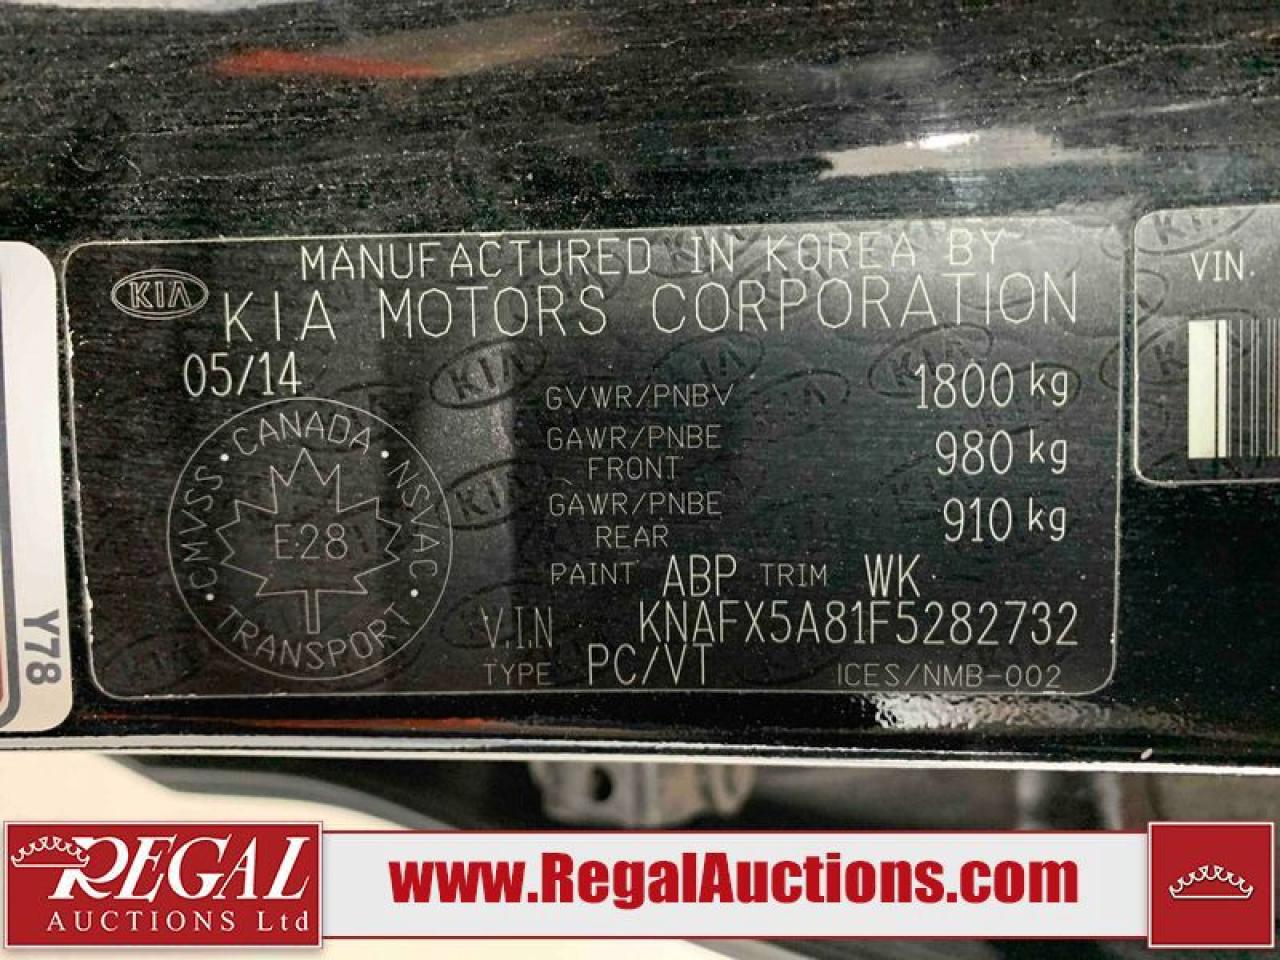 MANUFACTURED IN KOREA BY
KIA
KIA MOTORS CORPORATION
05/14
GVWR/PNBV 1800 kg
GAWR/PNBE FRONT 980 kg
GAWR/PNBE REAR 910 kg
PAINT ABP TRIM WK
V.I.N KNAFX5A81F5282732
TYPE PC/VT ICES/NMB-002
CANADA
CMVSS · NSVAC
E:28
TRANSPORT
VIN.
Y78
REGAL
AUCTIONS Ltd
www.RegalAuctions.com